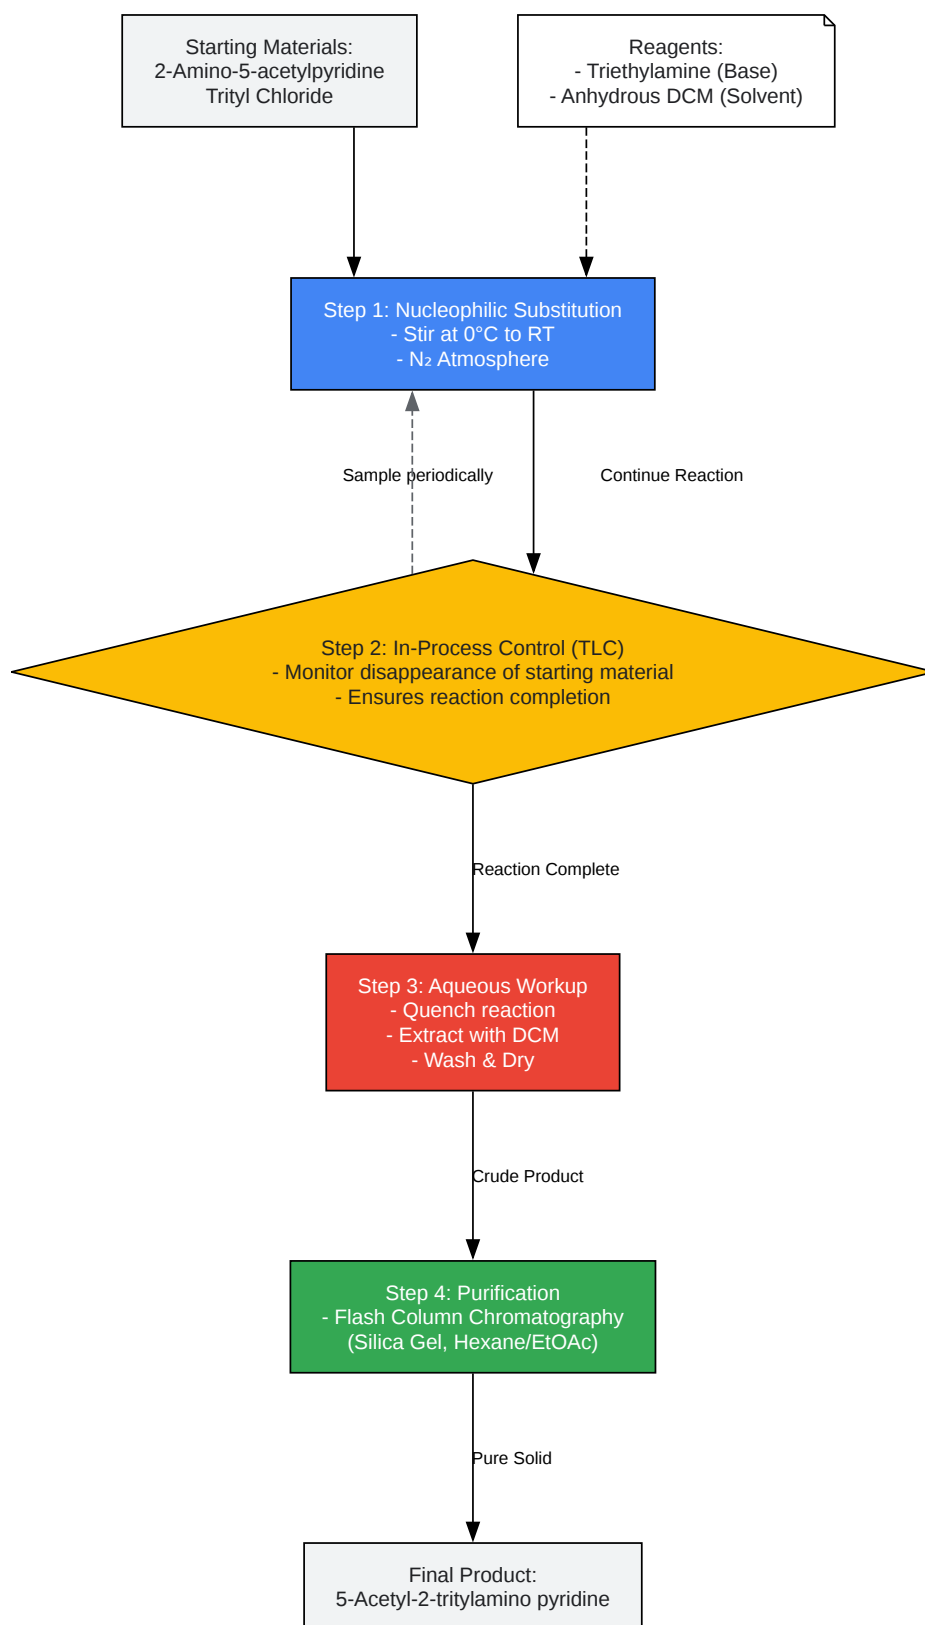 Starting Materials:
2-Amino-5-acetylpyridine
Trityl Chloride
Reagents:
- Triethylamine (Base)
- Anhydrous DCM (Solvent)
Step 1: Nucleophilic Substitution
- Stir at 0°C to RT
- N₂ Atmosphere
Sample periodically
Continue Reaction
Step 2: In-Process Control (TLC)
- Monitor disappearance of starting material
- Ensures reaction completion
Reaction Complete
Step 3: Aqueous Workup
- Quench reaction
- Extract with DCM
- Wash & Dry
Crude Product
Step 4: Purification
- Flash Column Chromatography
(Silica Gel, Hexane/EtOAc)
Pure Solid
Final Product:
5-Acetyl-2-tritylamino pyridine